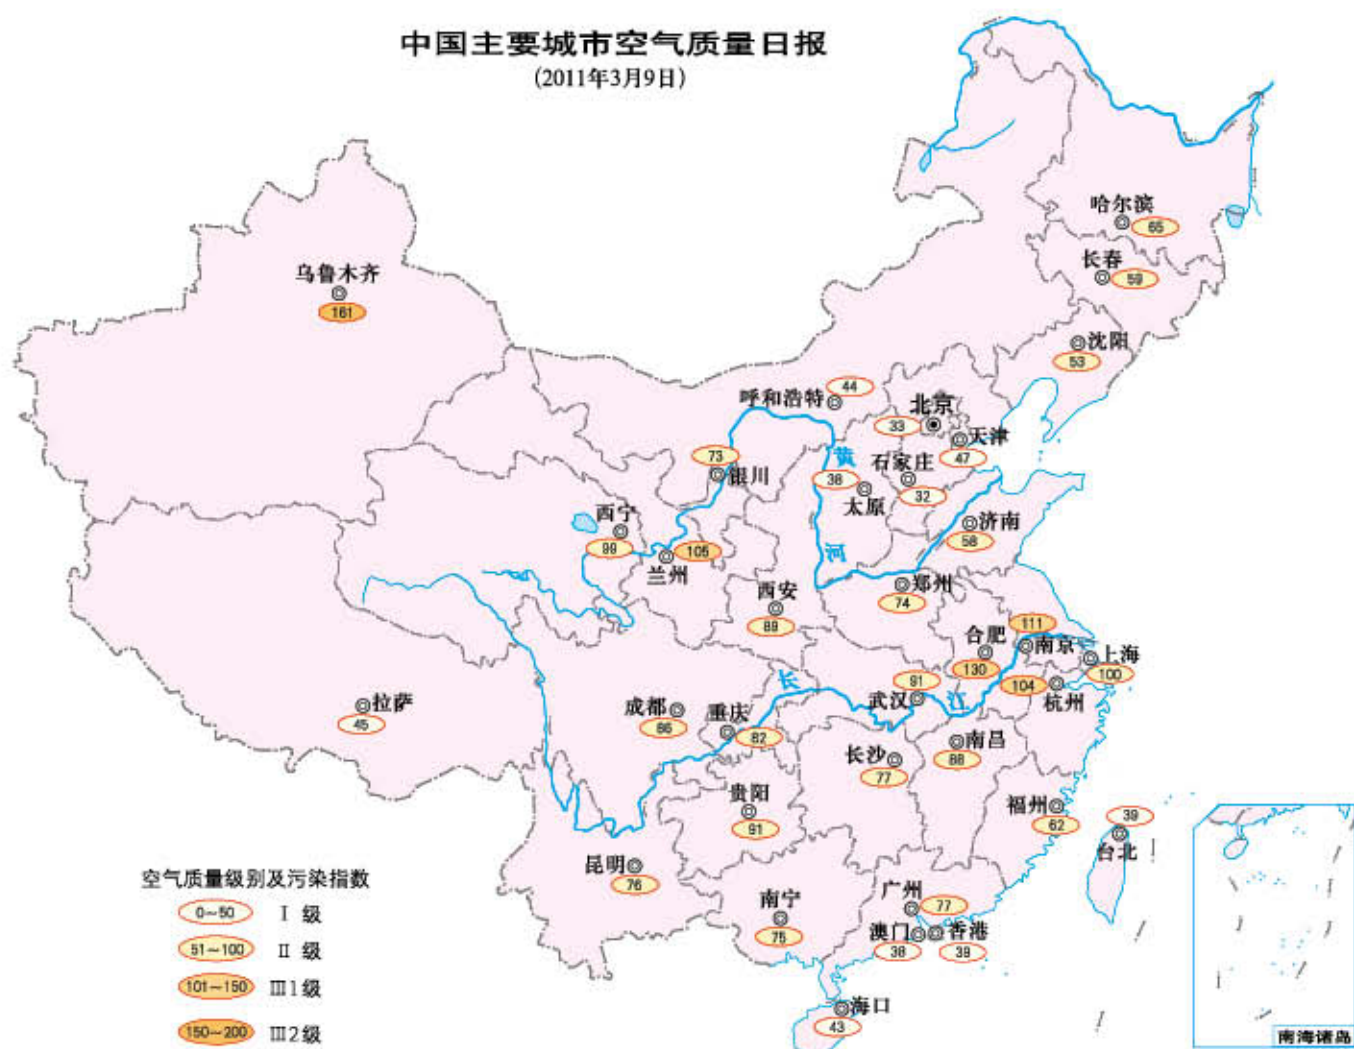 中国主要城市空气质量日报
(2011年3月9日)
哈尔滨
65
长春
59
乌鲁木齐
161
沈阳
53
呼和浩特
44
北京
33
天津
47
石家庄
32
太原
38
黄
河
银川
73
西宁
99
兰州
105
济南
58
郑州
74
西安
89
合肥
130
南京
111
上海
100
杭州
104
武汉
91
长
江
拉萨
45
成都
86
重庆
82
南昌
88
长沙
77
贵阳
91
福州
62
台北
39
昆明
76
南宁
75
广州
77
澳门
38
香港
39
海口
43
空气质量级别及污染指数
0~50 Ⅰ级
51~100 Ⅱ级
101~150 Ⅲ1级
150~200 Ⅲ2级
南海诸岛